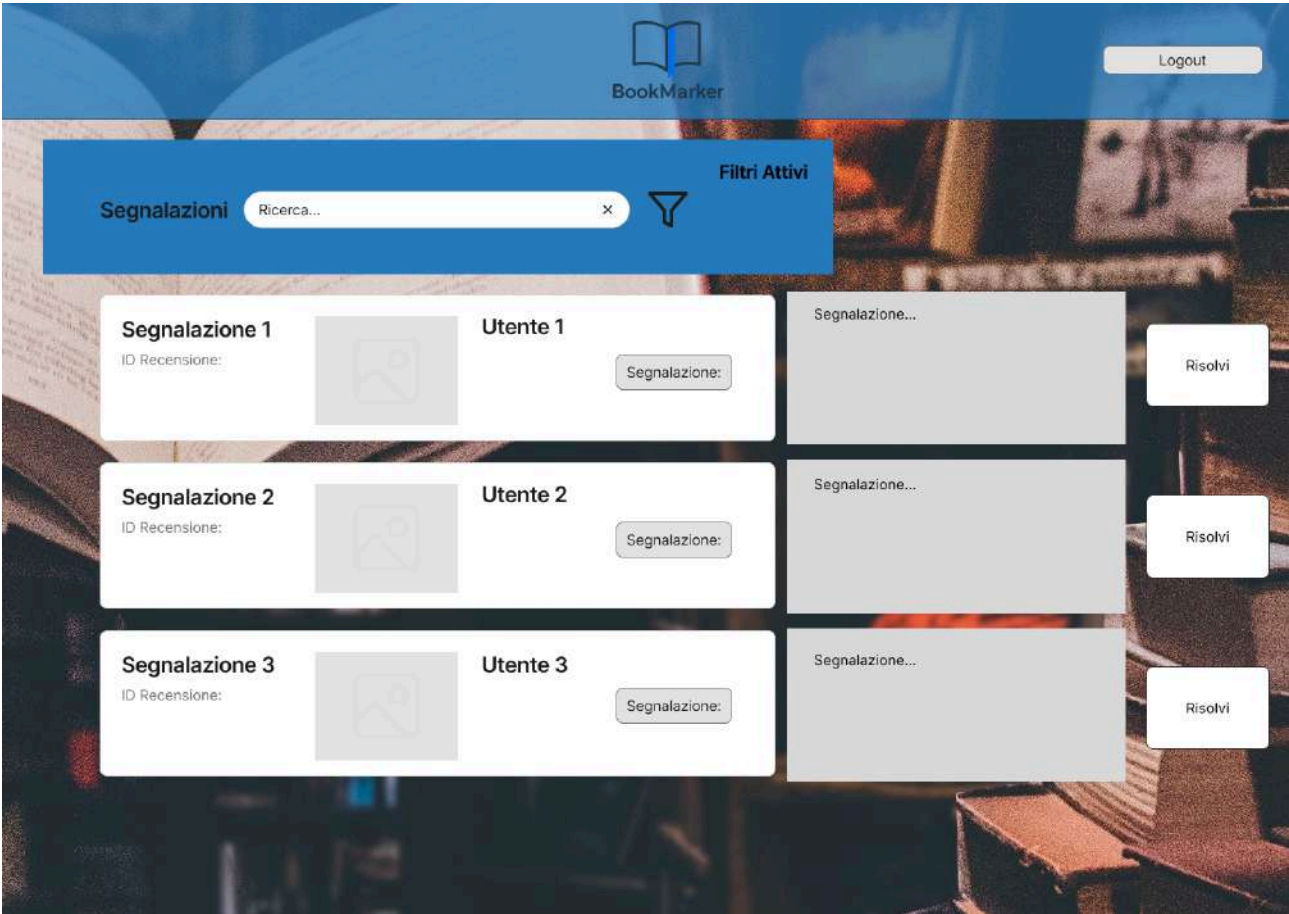 BookMarker
Logout
Filtri Attivi
Segnalazioni
Ricerca...
Segnalazione 1
ID Recensione:
Utente 1
Segnalazione:
Segnalazione...
Risolvi
Segnalazione 2
ID Recensione:
Utente 2
Segnalazione:
Segnalazione...
Risolvi
Segnalazione 3
ID Recensione:
Utente 3
Segnalazione:
Segnalazione...
Risolvi